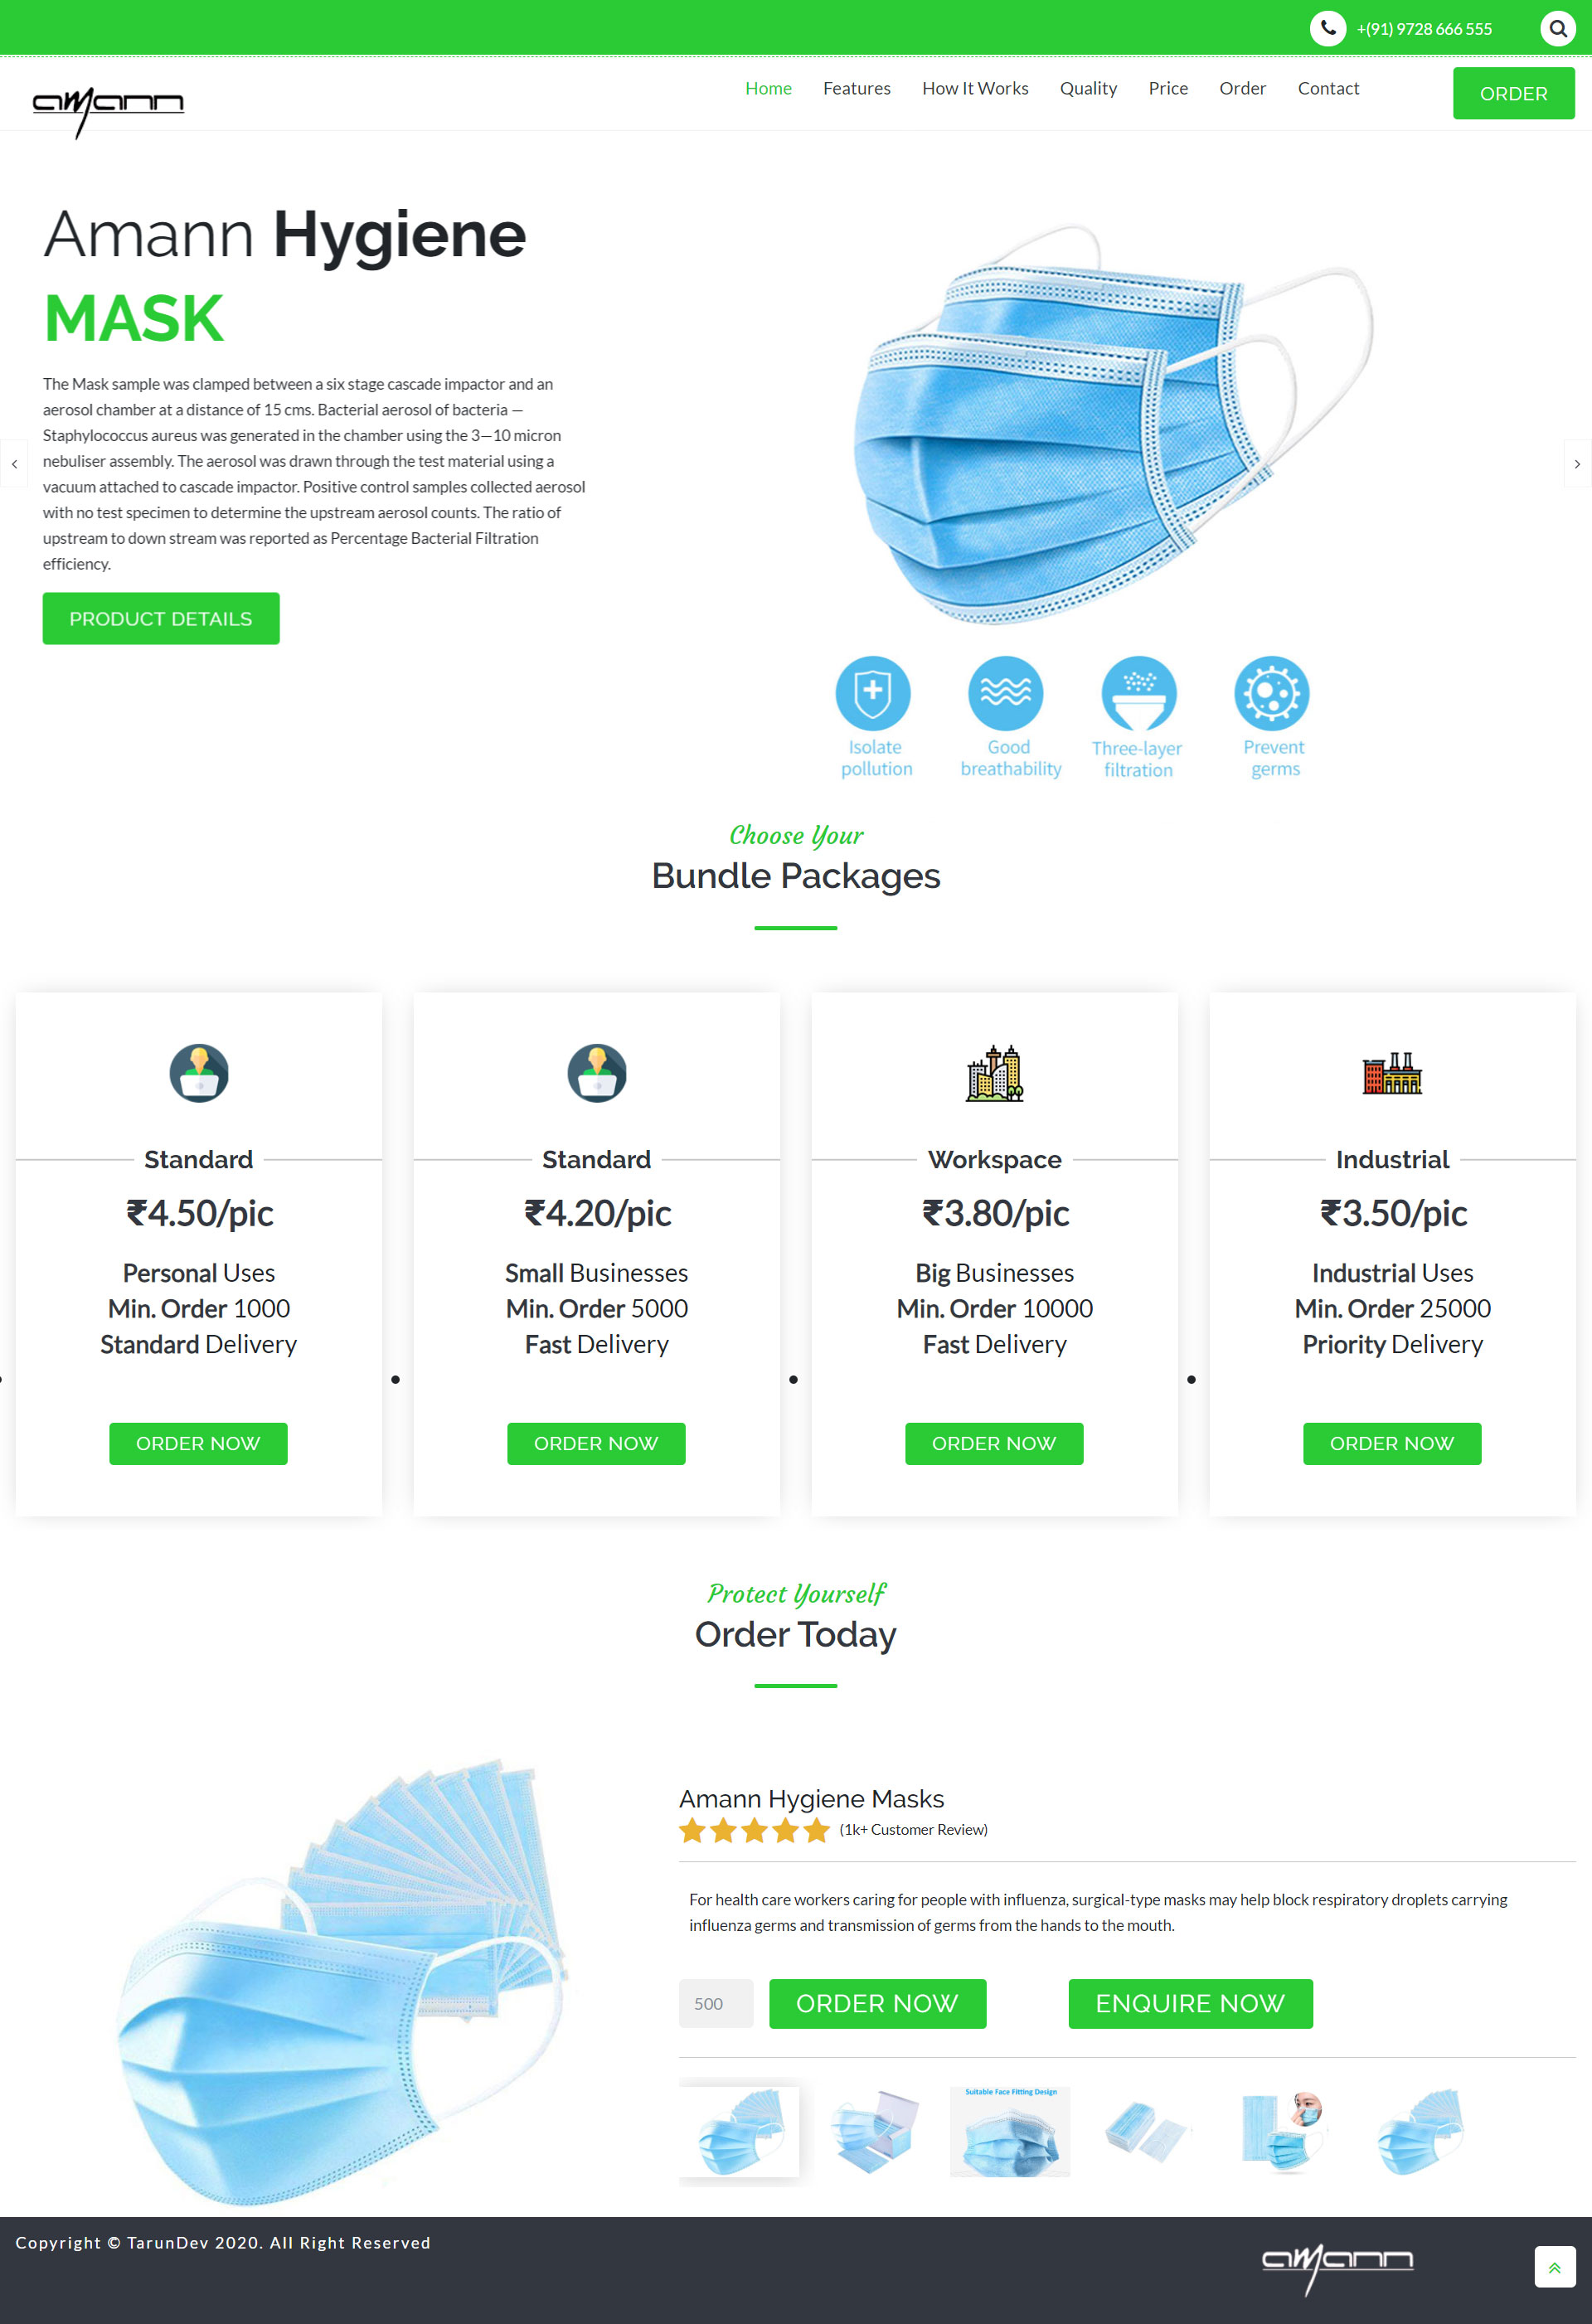 +(91) 9728 666 555
amann
Home
Features
How It Works
Quality
Price
Order
Contact
ORDER
Amann Hygiene
MASK
The Mask sample was clamped between a six stage cascade impactor and an
aerosol chamber at a distance of 15 cms. Bacterial aerosol of bacteria —
Staphylococcus aureus was generated in the chamber using the 3—10 micron
nebuliser assembly. The aerosol was drawn through the test material using a
vacuum attached to cascade impactor. Positive control samples collected aerosol
with no test specimen to determine the upstream aerosol counts. The ratio of
upstream to down stream was reported as Percentage Bacterial Filtration
efficiency.
PRODUCT DETAILS
Isolate
pollution
Good
breathability
Three-layer
filtration
Prevent
germs
Choose Your
Bundle Packages
Standard
₹4.50/pic
Personal Uses
Min. Order 1000
Standard Delivery
ORDER NOW
Standard
₹4.20/pic
Small Businesses
Min. Order 5000
Fast Delivery
ORDER NOW
Workspace
₹3.80/pic
Big Businesses
Min. Order 10000
Fast Delivery
ORDER NOW
Industrial
₹3.50/pic
Industrial Uses
Min. Order 25000
Priority Delivery
ORDER NOW
Protect Yourself
Order Today
Amann Hygiene Masks
(1k+ Customer Review)
For health care workers caring for people with influenza, surgical-type masks may help block respiratory droplets carrying
influenza germs and transmission of germs from the hands to the mouth.
500
ORDER NOW
ENQUIRE NOW
Suitable Face Fitting Design
Copyright © TarunDev 2020. All Right Reserved
amann